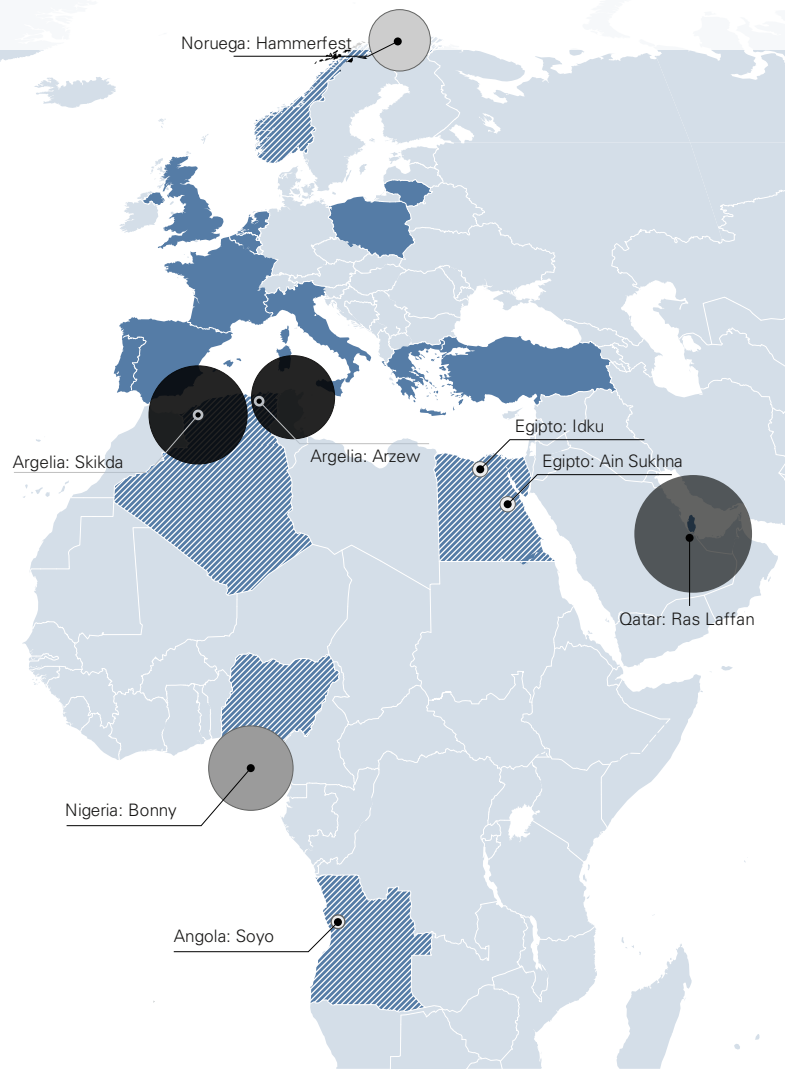 Noruega: Hammerfest
Egipto: Idku
Argelia: Skikda
Argelia: Arzew
Egipto: Ain Sukhna
Qatar: Ras Laffan
Nigeria: Bonny
Angola: Soyo